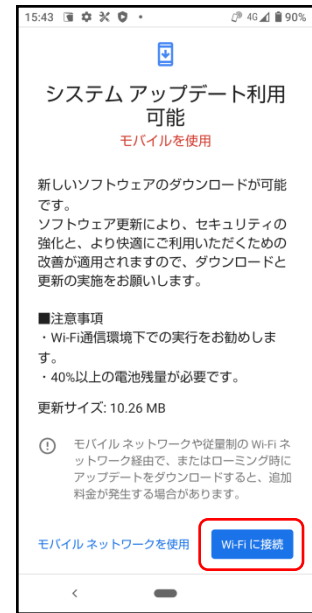 15:43 4G 90%
システム アップデート利用
可能
モバイルを使用
新しいソフトウェアのダウンロードが可能
です。
ソフトウェア更新により、セキュリティの
強化と、より快適にご利用いただくための
改善が適用されますので、ダウンロードと
更新の実施をお願いします。
■注意事項
・Wi-Fi通信環境下での実行をお勧めしま
す。
・40%以上の電池残量が必要です。
更新サイズ: 10.26 MB
モバイル ネットワークや従量制の Wi-Fi ネ
ットワーク経由で、またはローミング時に
アップデートをダウンロードすると、追加
料金が発生する場合があります。
モバイル ネットワークを使用 Wi-Fi に接続